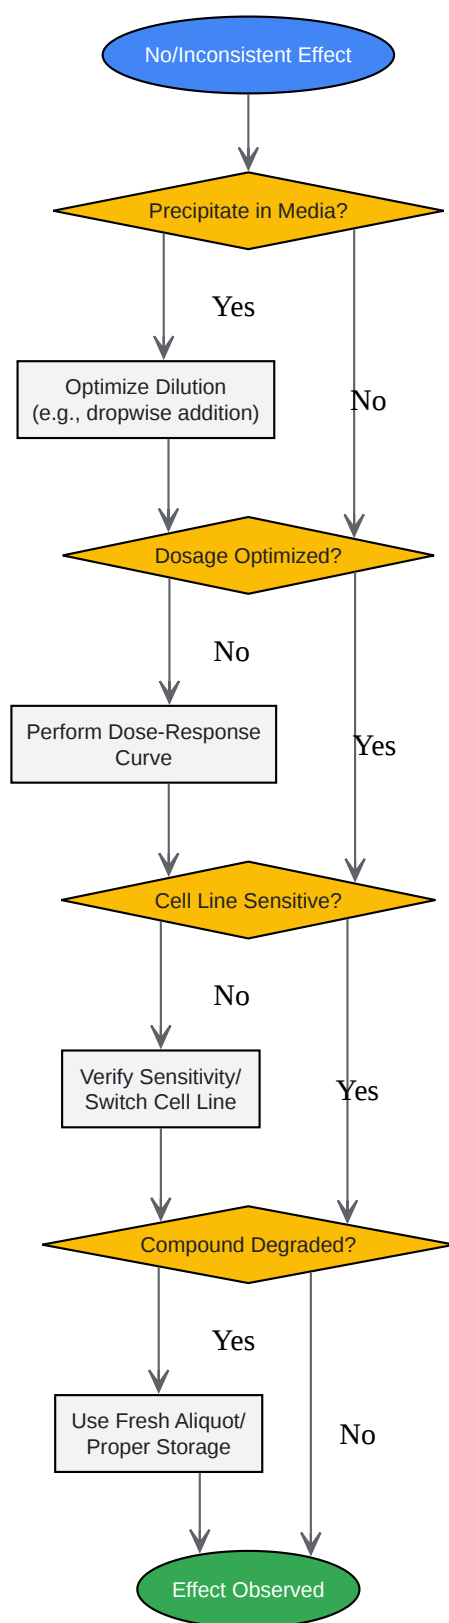 No/Inconsistent Effect
Precipitate in Media?
Yes
Optimize Dilution
(e.g., dropwise addition)
No
Dosage Optimized?
No
Perform Dose-Response
Curve
Yes
Cell Line Sensitive?
No
Verify Sensitivity/
Switch Cell Line
Yes
Compound Degraded?
Yes
Use Fresh Aliquot/
Proper Storage
No
Effect Observed